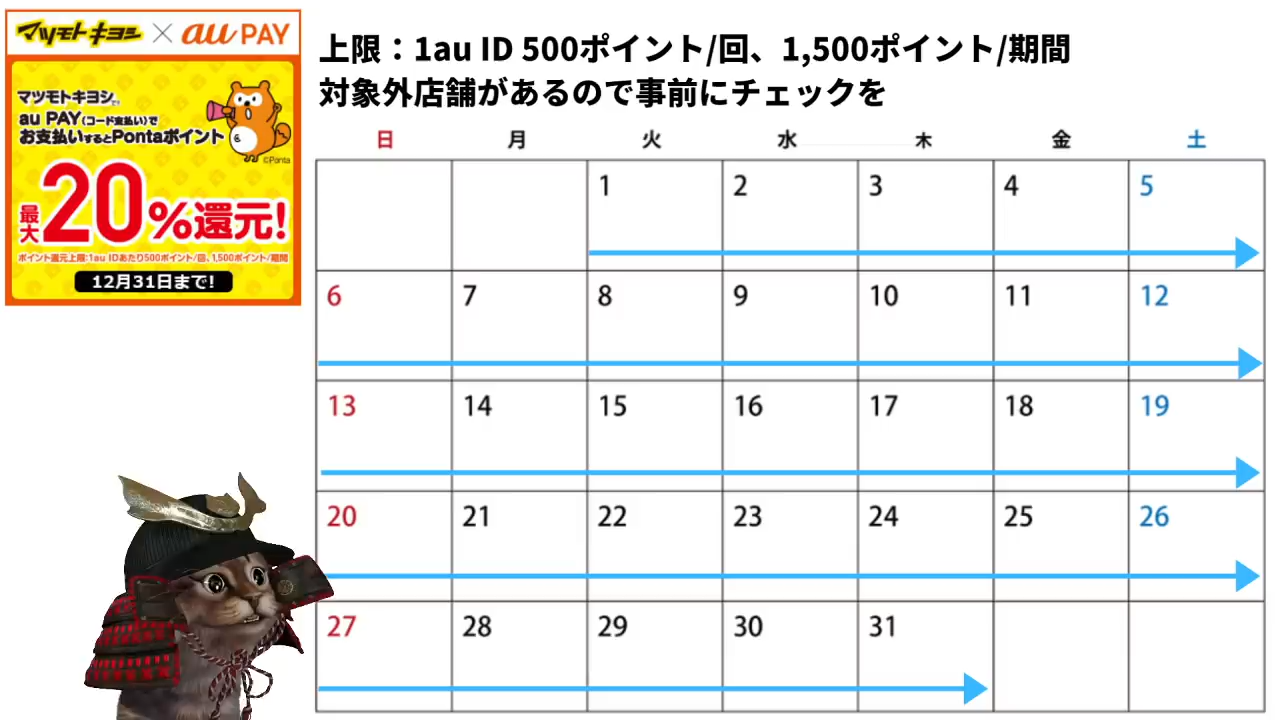 マツモトキヨシ × au PAY
マツモトキヨシで
au PAY(コード支払い)で
お支払いするとPontaポイント
©Ponta
最大20%還元!
ポイント還元上限:1au IDあたり500ポイント/回、1,500ポイント/期間
12月31日まで!
上限：1au ID 500ポイント/回、1,500ポイント/期間
対象外店舗があるので事前にチェックを
日 月 火 水 木 金 土
1 2 3 4 5
6 7 8 9 10 11 12
13 14 15 16 17 18 19
20 21 22 23 24 25 26
27 28 29 30 31